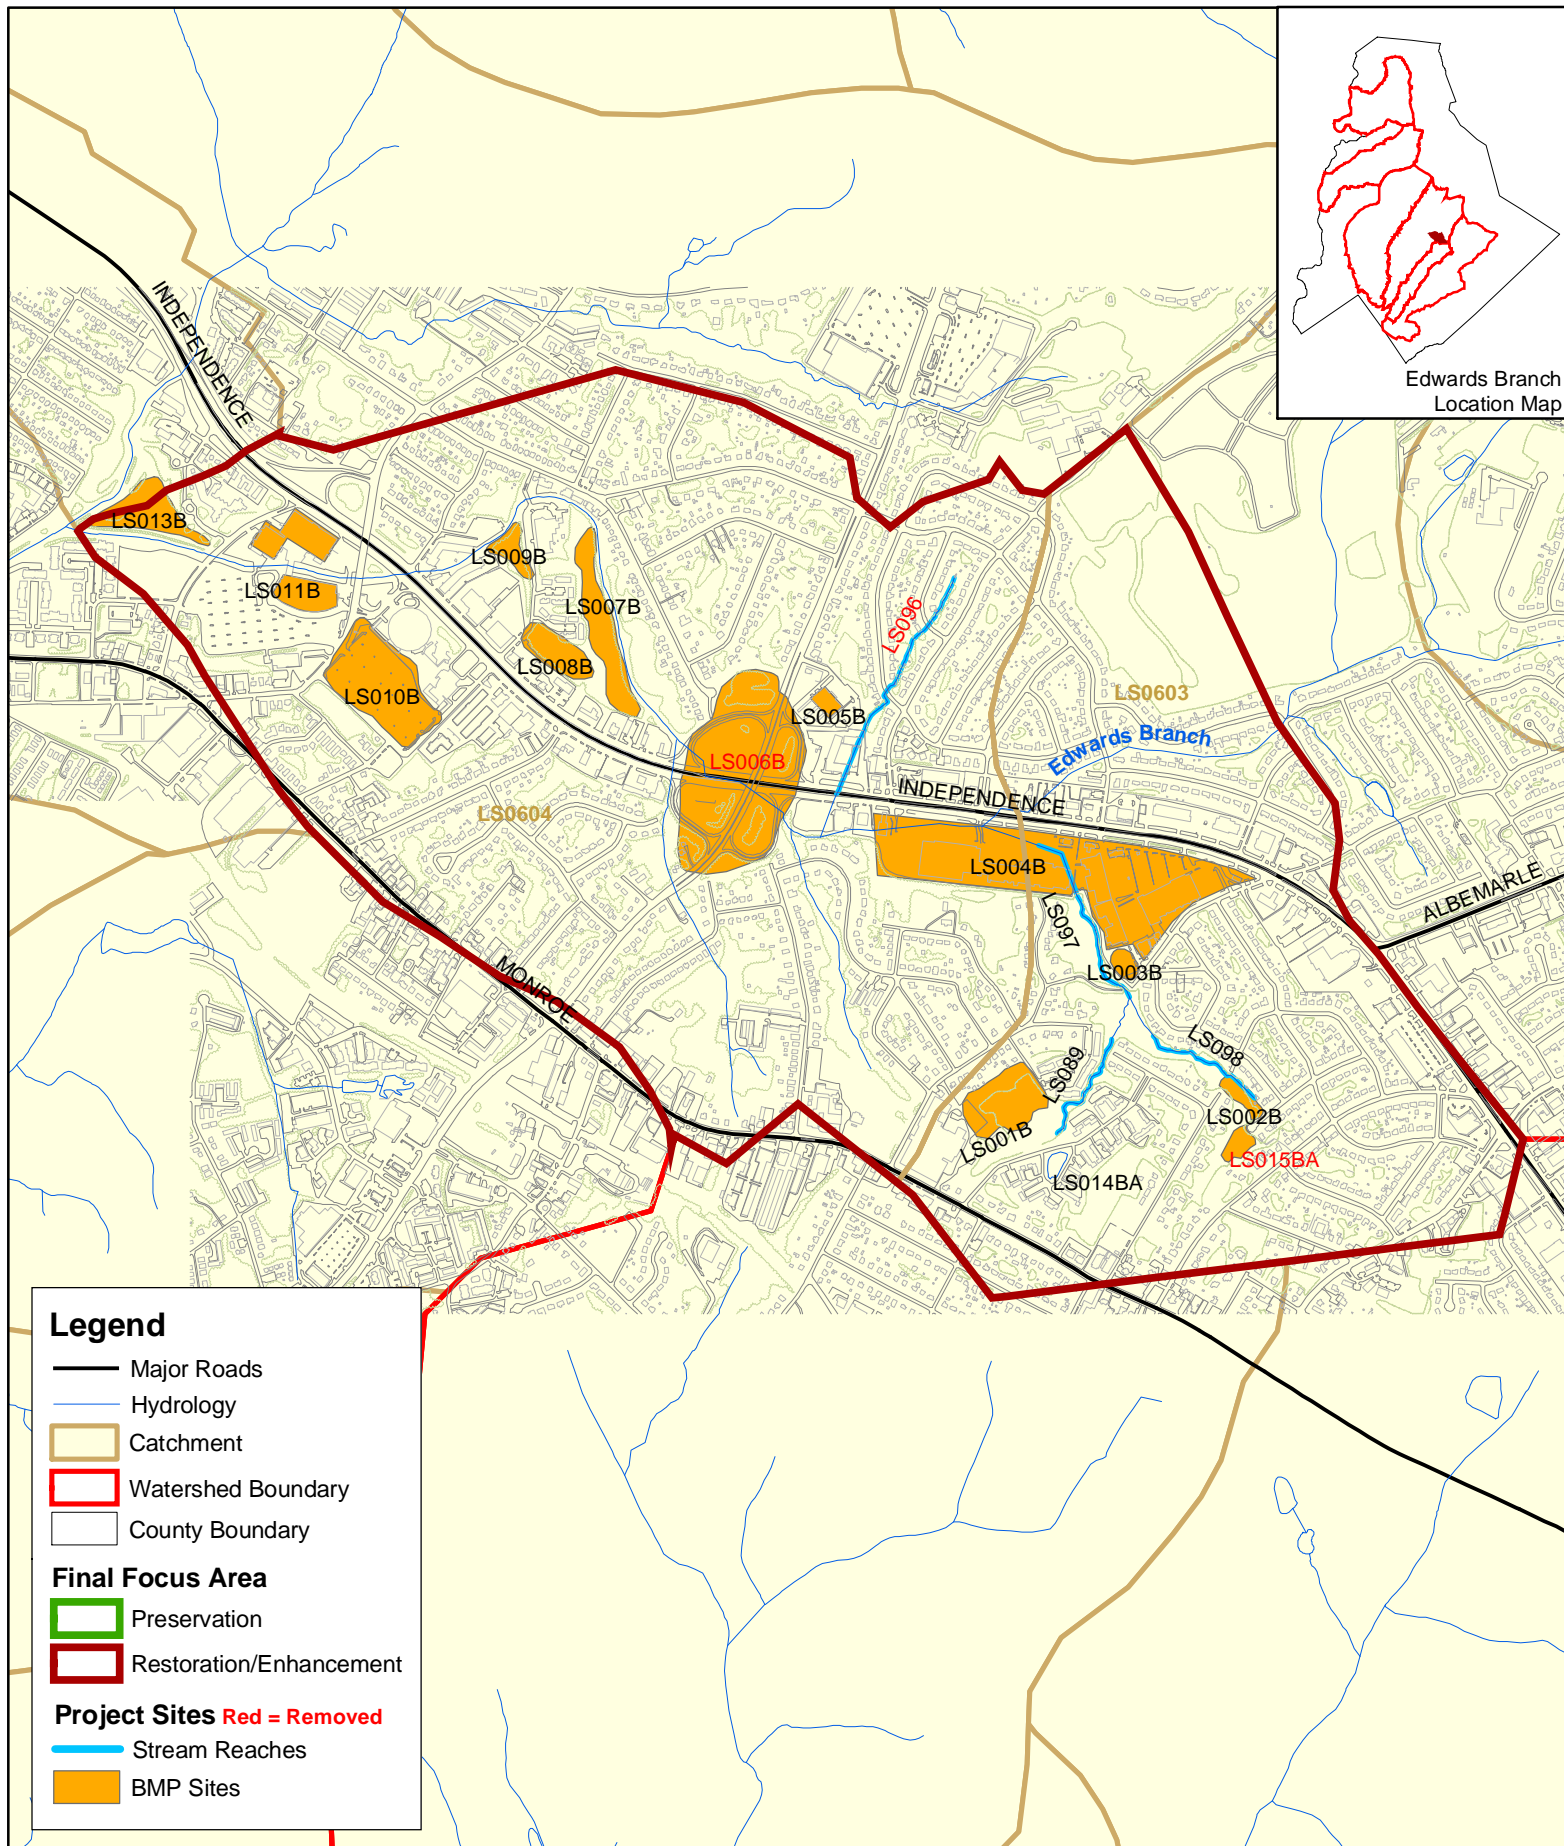 Edwards Branch
Location Map
INDEPENDENCE
LS013B
LS009B
LS011B
LS007B
LS096
LS008B
LS010B
LS005B
LS0603
Edwards Branch
LS006B
INDEPENDENCE
LS0604
LS004B
ALBEMARLE
LS097
LS003B
MONROE
LS098
LS089
LS002B
LS001B
LS015BA
LS014BA
Legend
Major Roads
Hydrology
Catchment
Watershed Boundary
County Boundary
Final Focus Area
Preservation
Restoration/Enhancement
Project Sites Red = Removed
Stream Reaches
BMP Sites